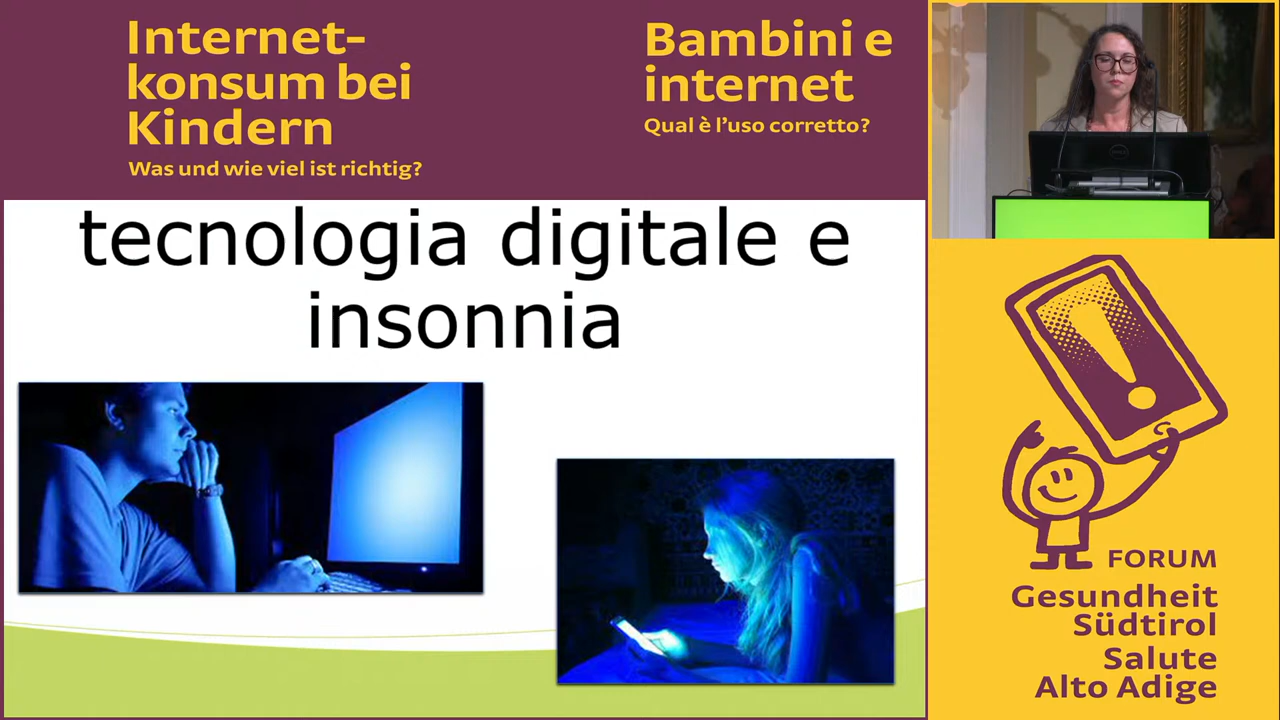 Internet-
konsum bei
Kindern
Was und wie viel ist richtig?
Bambini e
internet
Qual è l'uso corretto?
tecnologia digitale e
insonnia
FORUM
Gesundheit
Südtirol
Salute
Alto Adige